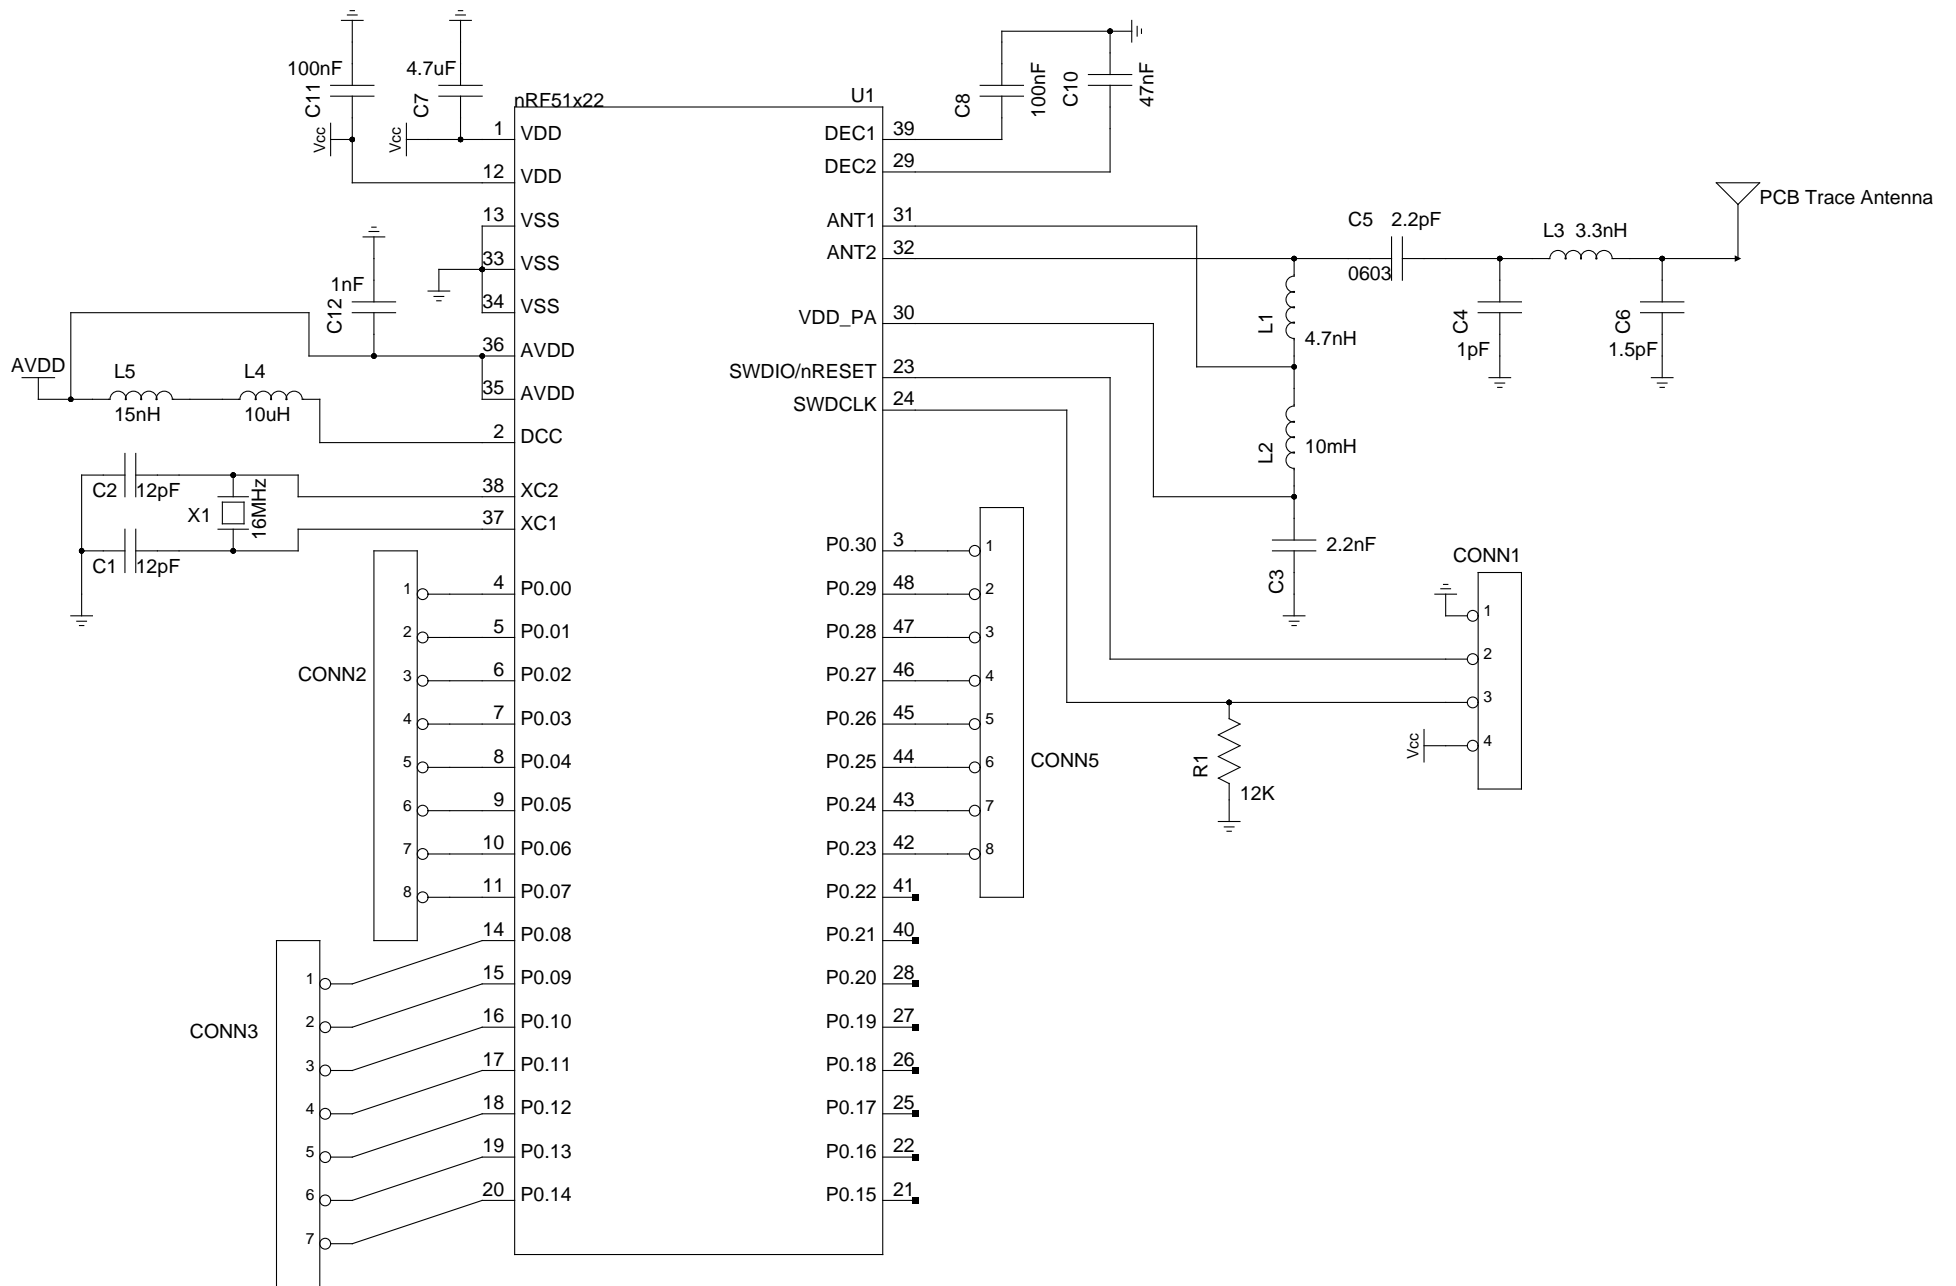 100nF
C11
Vcc
4.7uF
C7
Vcc
nRF51x22
U1
1 VDD
12 VDD
13 VSS
33 VSS
34 VSS
36 AVDD
35 AVDD
2 DCC
38 XC2
37 XC1
4 P0.00
5 P0.01
6 P0.02
7 P0.03
8 P0.04
9 P0.05
10 P0.06
11 P0.07
14 P0.08
15 P0.09
16 P0.10
17 P0.11
18 P0.12
19 P0.13
20 P0.14
1nF
C12
AVDD
L5
15nH
L4
10uH
C2 12pF
X1
16MHz
C1 12pF
CONN2
1
2
3
4
5
6
7
8
CONN3
1
2
3
4
5
6
7
DEC1 39
DEC2 29
ANT1 31
ANT2 32
VDD_PA 30
SWDIO/nRESET 23
SWDCLK 24
P0.30 3
P0.29 48
P0.28 47
P0.27 46
P0.26 45
P0.25 44
P0.24 43
P0.23 42
P0.22 41
P0.21 40
P0.20 28
P0.19 27
P0.18 26
P0.17 25
P0.16 22
P0.15 21
C8
100nF
C10
47nF
C5 2.2pF
0603
L3 3.3nH
PCB Trace Antenna
L1
4.7nH
C4
1pF
C6
1.5pF
L2
10mH
C3
2.2nF
1
2
3
4
5
6
7
8
CONN5
CONN1
1
2
3
4
Vcc
R1
12K